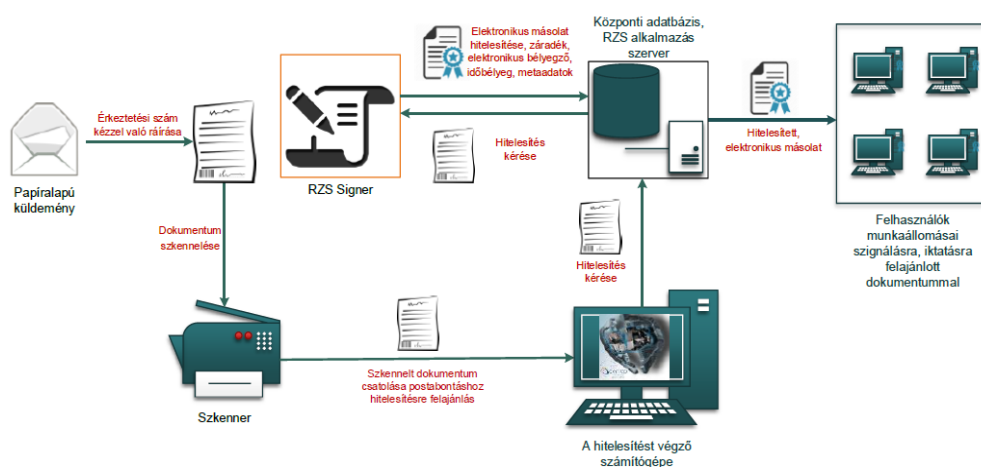 Papíralapú
küldemény
Érkeztetési szám
kézzel való ráírása
RZS Signer
Elektronikus másolat
hitelesítése, záradék,
elektronikus bélyegző,
időbélyeg, metaadatok
Hitelesítés
kérése
Központi adatbázis,
RZS alkalmazás
szerver
Hitelesített,
elektronikus másolat
Felhasználók
munkaállomásai
szignálásra, iktatásra
felajánlott
dokumentummal
Dokumentum
szkennelése
Szkenner
Szkennelt dokumentum
csatolása postabontáshoz
hitelesítésre felajánlás
Hitelesítés
kérése
A hitelesítést végző
számítógépe